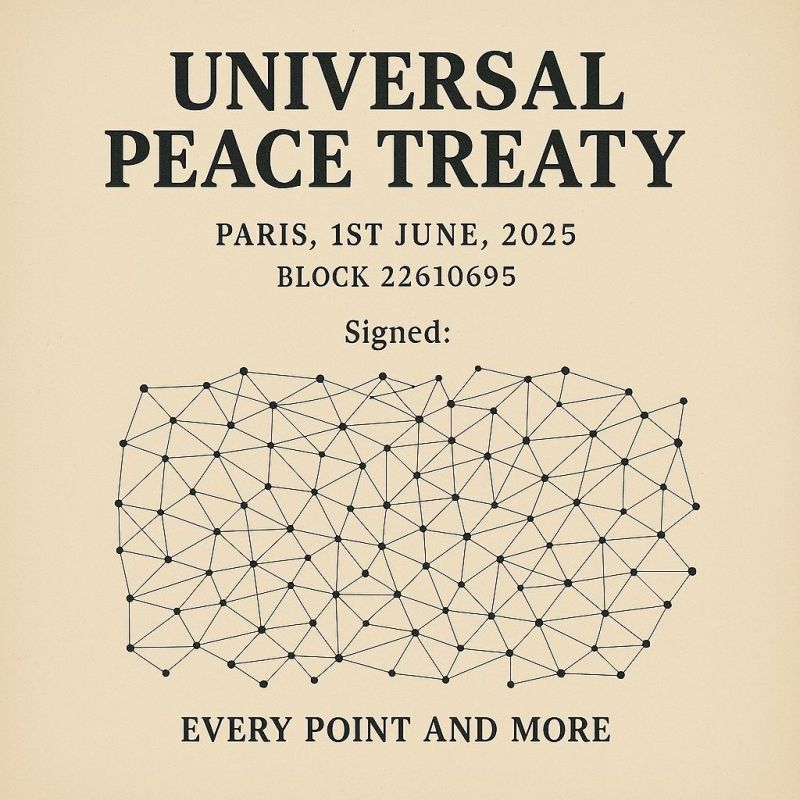 UNIVERSAL
PEACE TREATY
PARIS, 1ST JUNE, 2025
BLOCK 22610695
Signed:
EVERY POINT AND MORE